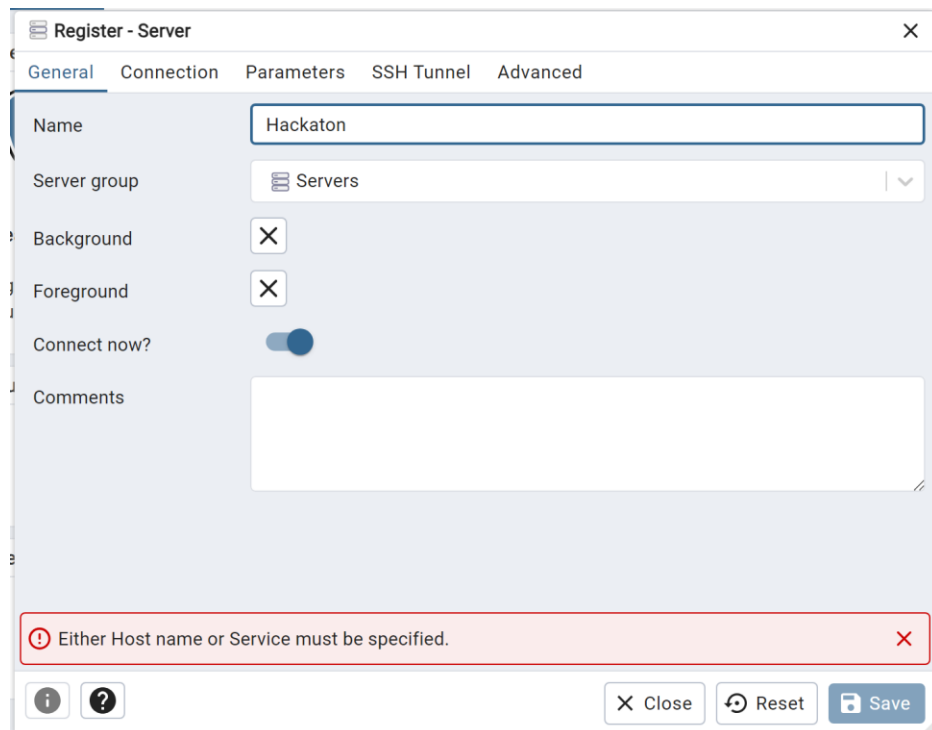 Register - Server
General Connection Parameters SSH Tunnel Advanced
Name Hackaton
Server group Servers
Background
Foreground
Connect now?
Comments
Either Host name or Service must be specified.
Close Reset Save